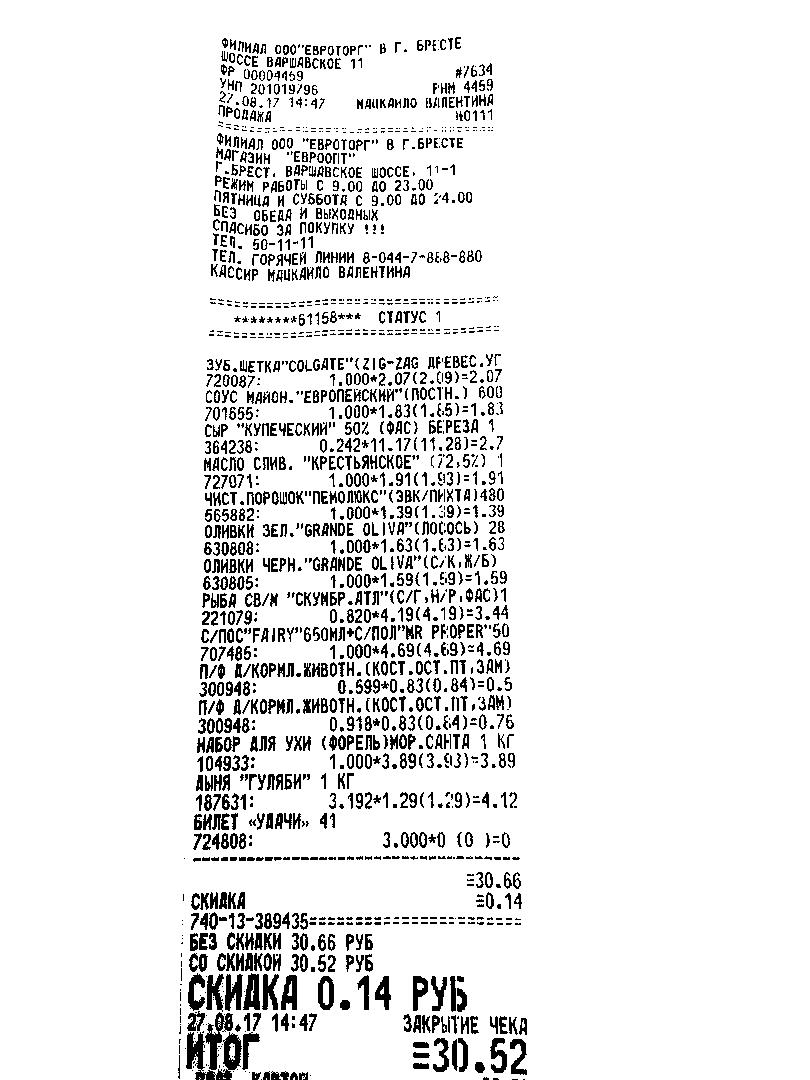 ФИЛИАЛ ООО"ЕВРОТОРГ" В Г. БРЕСТЕ
ШОССЕ ВАРШАВСКОЕ 11
ФР 00004459 #7634
УНП 201019796 РНМ 4459
27.08.17 14:47 МАЦКАЙЛО ВАЛЕНТИНА
ПРОДАЖА №0111
ФИЛИАЛ ООО "ЕВРОТОРГ" В Г.БРЕСТЕ
МАГАЗИН "ЕВРООПТ"
Г.БРЕСТ, ВАРШАВСКОЕ ШОССЕ, 11-1
РЕЖИМ РАБОТЫ С 9.00 ДО 23.00
ПЯТНИЦА И СУББОТА С 9.00 ДО 24.00
БЕЗ ОБЕДА И ВЫХОДНЫХ
СПАСИБО ЗА ПОКУПКУ !!!
ТЕЛ. 50-11-11
ТЕЛ. ГОРЯЧЕЙ ЛИНИИ 8-044-7-888-880
КАССИР МАЦКАЙЛО ВАЛЕНТИНА
********61158*** СТАТУС 1
ЗУБ.ЩЕТКА"COLGATE"(ZIG-ZAG ДРЕВЕС.УГ
720087: 1.000*2.07(2.09)=2.07
СОУС МАЙОН."ЕВРОПЕЙСКИЙ"(ПОСТН.) 600
701655: 1.000*1.83(1.85)=1.83
СЫР "КУПЕЧЕСКИЙ" 50% (ФАС) БЕРЕЗА 1
364238: 0.242*11.17(11.28)=2.7
МАСЛО СЛИВ. "КРЕСТЬЯНСКОЕ" (72,5%) 1
727071: 1.000*1.91(1.93)=1.91
ЧИСТ.ПОРОШОК"ПЕМОЛЮКС"(ЭВК/ПИХТА)480
565882: 1.000*1.39(1.39)=1.39
ОЛИВКИ ЗЕЛ."GRANDE OLIVA"(ЛОСОСЬ) 28
630808: 1.000*1.63(1.63)=1.63
ОЛИВКИ ЧЕРН."GRANDE OLIVA"(С/К,Ж/Б)
630805: 1.000*1.59(1.59)=1.59
РЫБА СВ/М "СКУМБР.АТЛ"(С/Г,Н/Р,ФАС)1
221079: 0.820*4.19(4.19)=3.44
С/ПОС"FAIRY"650МЛ+С/ПОЛ"MR PROPER"50
707485: 1.000*4.69(4.69)=4.69
П/Ф Д/КОРМЛ.ЖИВОТН.(КОСТ.ОСТ.ПТ,ЗАМ)
300948: 0.599*0.83(0.84)=0.5
П/Ф Д/КОРМЛ.ЖИВОТН.(КОСТ.ОСТ.ПТ,ЗАМ)
300948: 0.918*0.83(0.84)=0.76
НАБОР ДЛЯ УХИ (ФОРЕЛЬ)МОР.САНТА 1 КГ
104933: 1.000*3.89(3.93)=3.89
ДЫНЯ "ГУЛЯБИ" 1 КГ
187631: 3.192*1.29(1.29)=4.12
БИЛЕТ «УДАЧИ» 41
724808: 3.000*0 (0 )=0
≡30.66
СКИДКА ≡0.14
740-13-389435======================
БЕЗ СКИДКИ 30.66 РУБ
СО СКИДКОЙ 30.52 РУБ
СКИДКА 0.14 РУБ
27.08.17 14:47 ЗАКРЫТИЕ ЧЕКА
ИТОГ ≡30.52